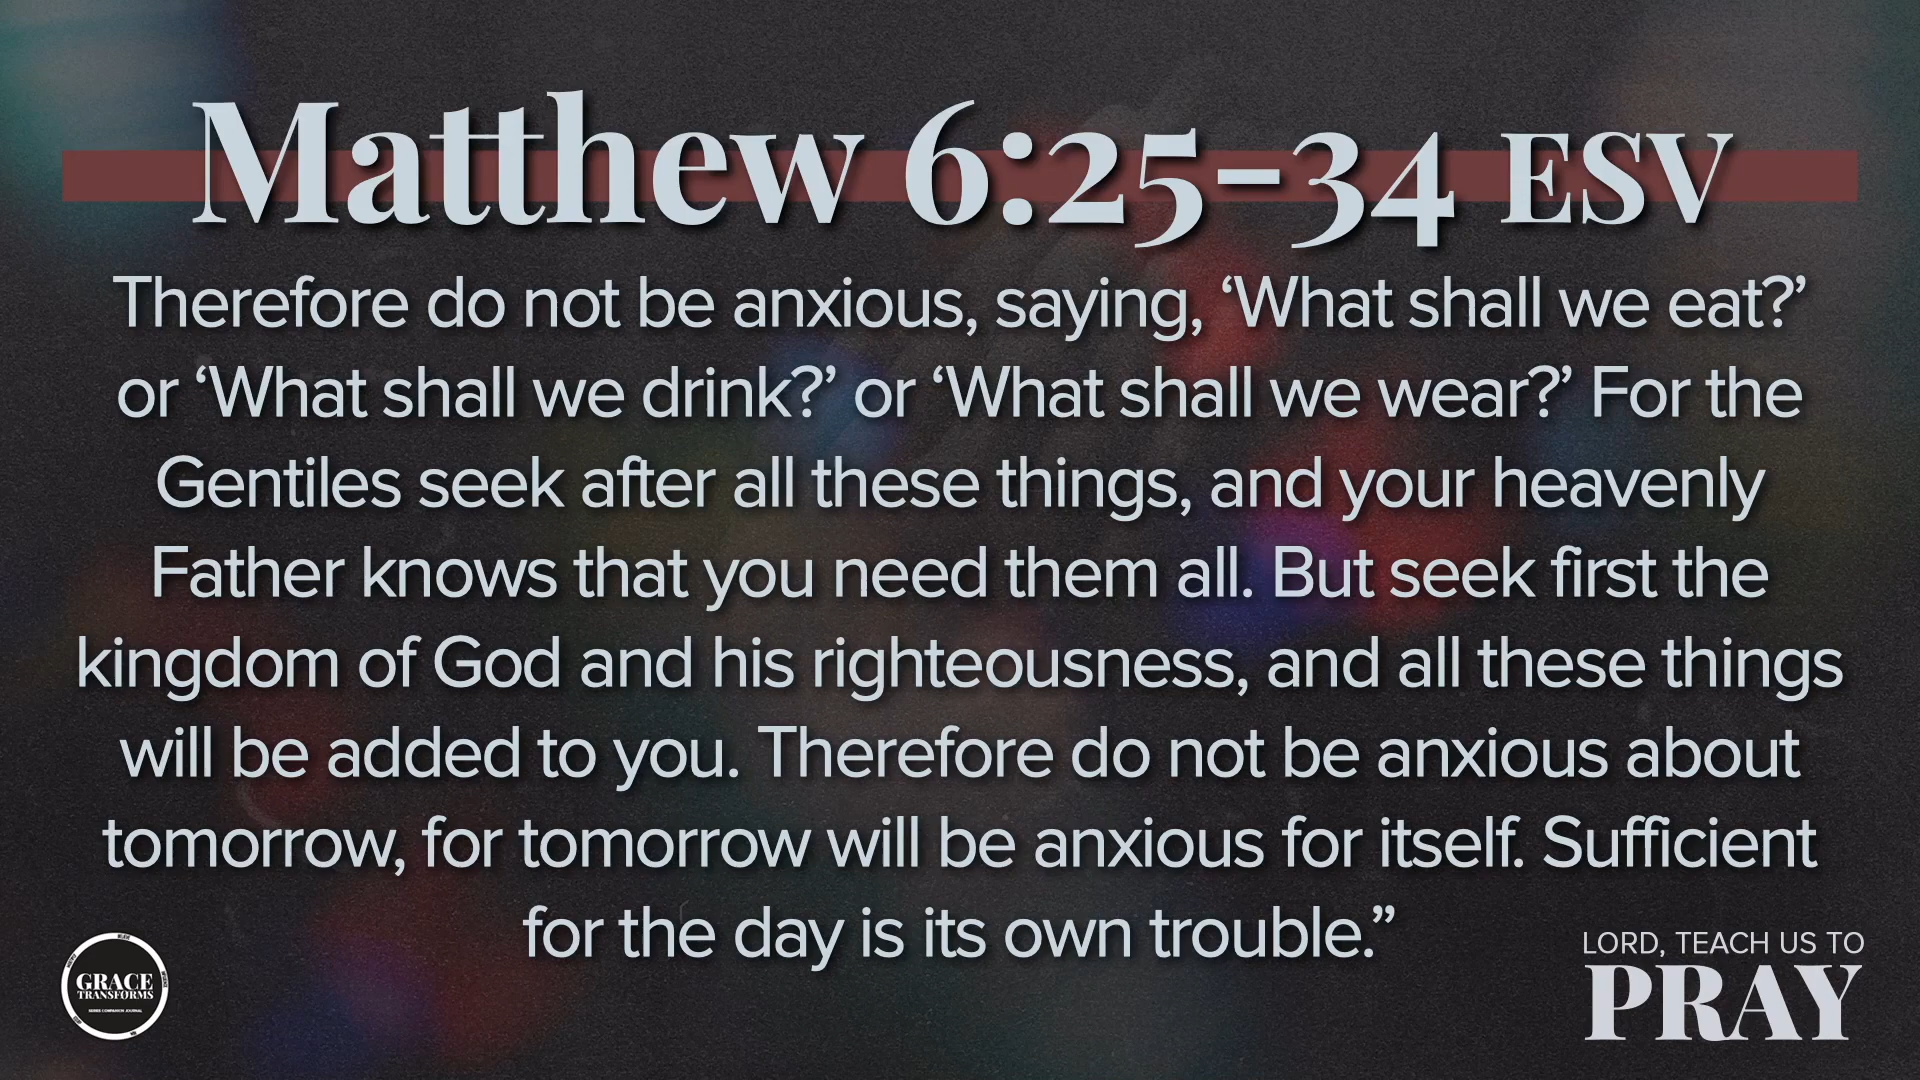 Matthew 6:25-34 ESV
Therefore do not be anxious, saying, ‘What shall we eat?’
or ‘What shall we drink?’ or ‘What shall we wear?’ For the
Gentiles seek after all these things, and your heavenly
Father knows that you need them all. But seek first the
kingdom of God and his righteousness, and all these things
will be added to you. Therefore do not be anxious about
tomorrow, for tomorrow will be anxious for itself. Sufficient
for the day is its own trouble.”
GRACE
TRANSFORMS
SERIES COMPANION JOURNAL
LORD, TEACH US TO
PRAY